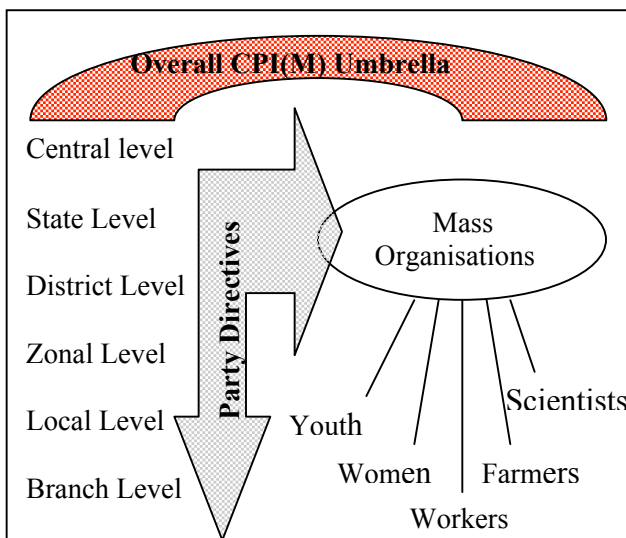 Overall CPI(M) Umbrella
Central level
State Level
District Level
Zonal Level
Local Level
Branch Level
Party Directives
Mass
Organisations
Youth
Women
Workers
Farmers
Scientists